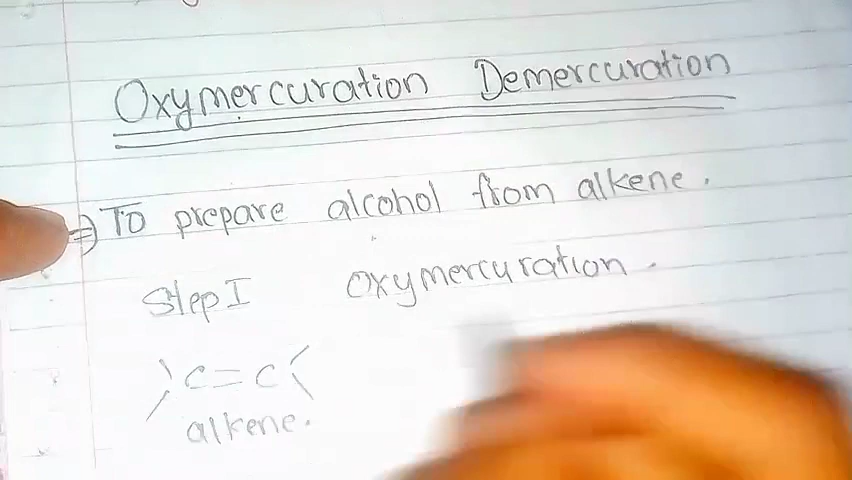 Oxymercuration Demercuration
⇒ To prepare alcohol from alkene.
Step I Oxymercuration.
>C=C<
alkene.